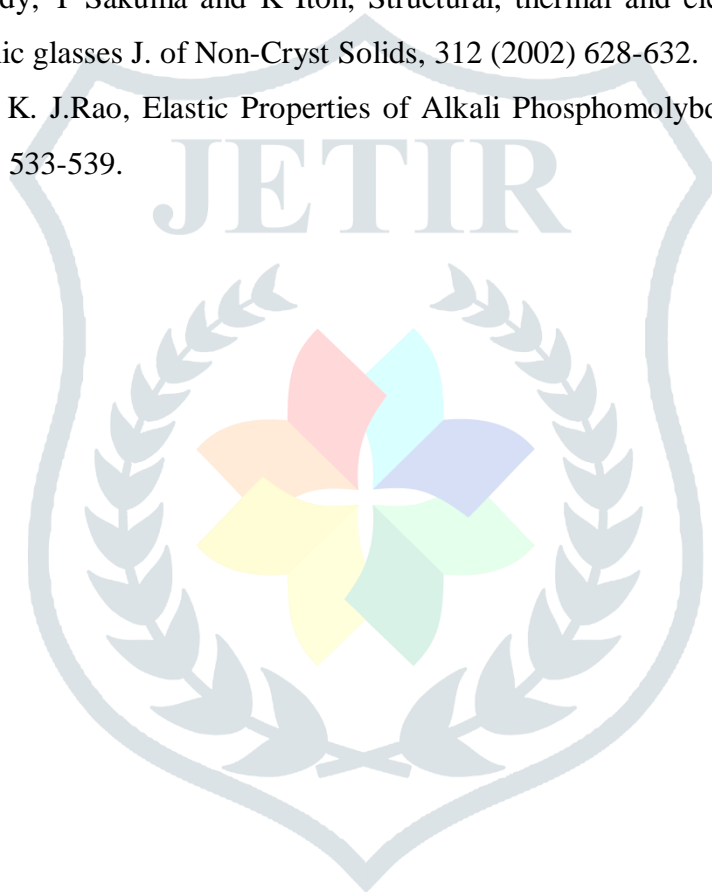 dy, T Sakuma and K Itoh, Structural, thermal and ele
ic glasses J. of Non-Cryst Solids, 312 (2002) 628-632.
K. J.Rao, Elastic Properties of Alkali Phosphomolybd
533-539.
JETIR